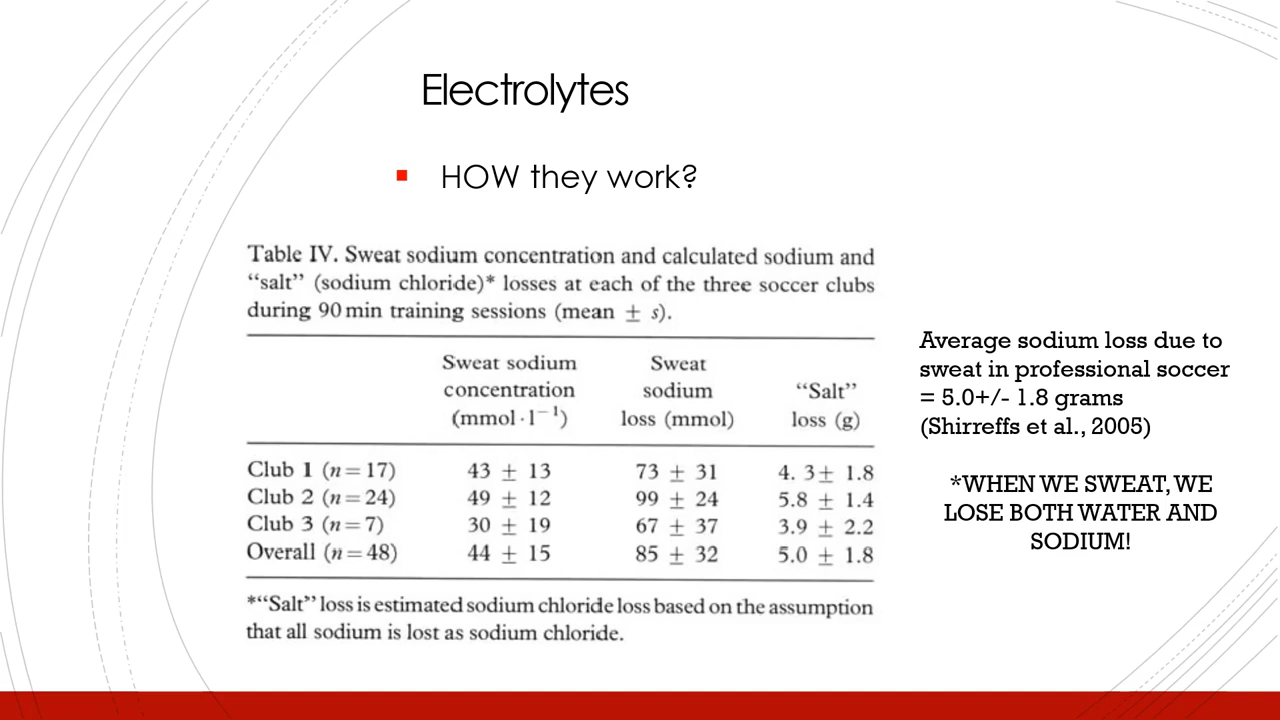 Electrolytes
HOW they work?
Table IV. Sweat sodium concentration and calculated sodium and
“salt” (sodium chloride)* losses at each of the three soccer clubs
during 90 min training sessions (mean ± s).
Sweat sodium concentration (mmol·l⁻¹) Sweat sodium loss (mmol) “Salt” loss (g)
Club 1 (n=17) 43 ± 13 73 ± 31 4. 3± 1.8
Club 2 (n=24) 49 ± 12 99 ± 24 5.8 ± 1.4
Club 3 (n=7) 30 ± 19 67 ± 37 3.9 ± 2.2
Overall (n=48) 44 ± 15 85 ± 32 5.0 ± 1.8
*“Salt” loss is estimated sodium chloride loss based on the assumption
that all sodium is lost as sodium chloride.
Average sodium loss due to
sweat in professional soccer
= 5.0+/- 1.8 grams
(Shirreffs et al., 2005)
*WHEN WE SWEAT, WE
LOSE BOTH WATER AND
SODIUM!